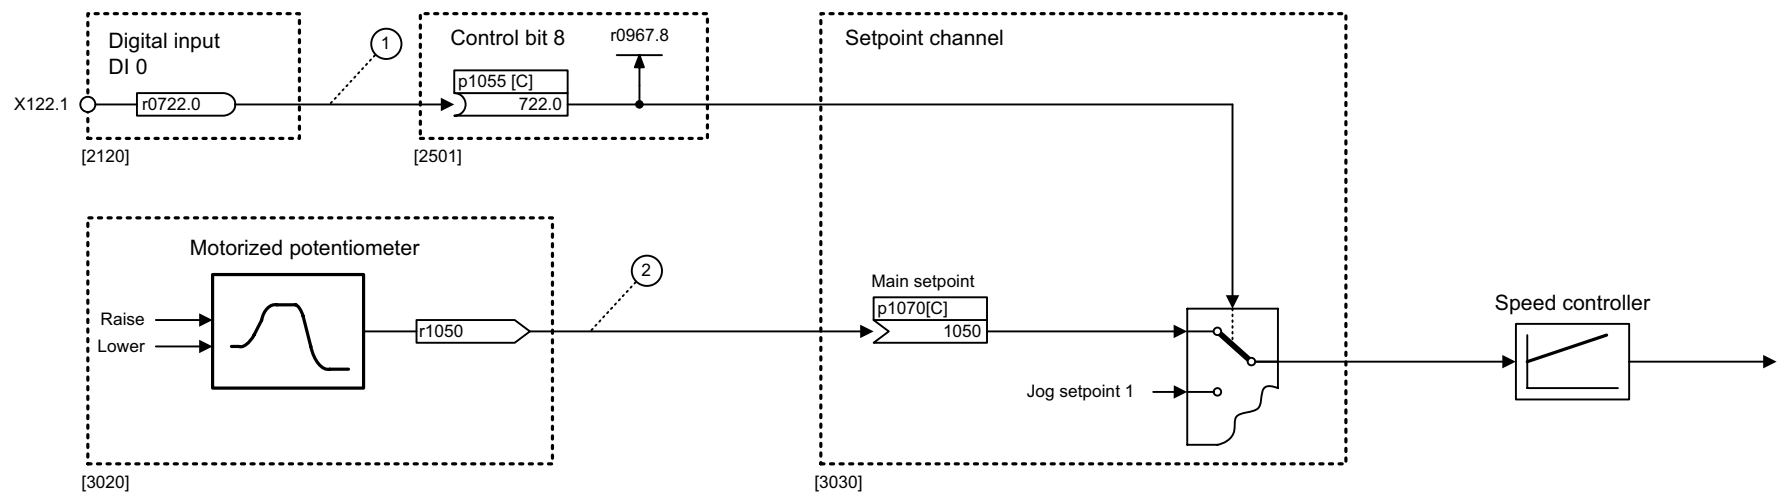 Digital input
DI 0
1
Control bit 8
r0967.8
Setpoint channel
p1055 [C]
X122.1
r0722.0
722.0
[2120]
[2501]
Motorized potentiometer
2
Main setpoint
p1070[C]
Raise
Lower
r1050
1050
Speed controller
Jog setpoint 1
[3020]
[3030]